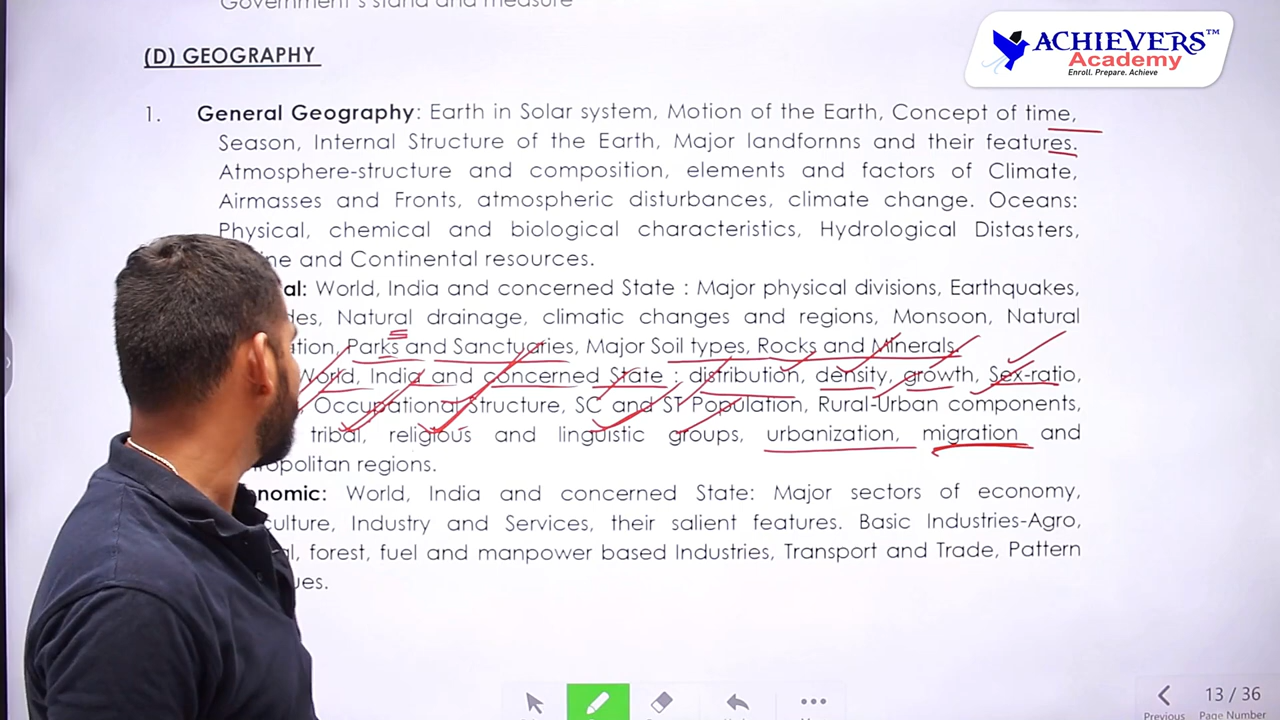 Government's stand and measure
ACHIEVERS™
Academy
Enroll. Prepare. Achieve
(D) GEOGRAPHY
1. General Geography: Earth in Solar system, Motion of the Earth, Concept of time,
Season, Internal Structure of the Earth, Major landfornns and their features.
Atmosphere-structure and composition, elements and factors of Climate,
Airmasses and Fronts, atmospheric disturbances, climate change. Oceans:
Physical, chemical and biological characteristics, Hydrological Distasters,
and Continental resources.
World, India and concerned State : Major physical divisions, Earthquakes,
Natural drainage, climatic changes and regions, Monsoon, Natural
Parks and Sanctuaries, Major Soil types, Rocks and Minerals.
World, India and concerned State : distribution, density, growth, Sex-ratio,
Occupational Structure, SC and ST Population, Rural-Urban components,
tribal, religious and linguistic groups, urbanization, migration and
regions.
World, India and concerned State: Major sectors of economy,
Industry and Services, their salient features. Basic Industries-Agro,
forest, fuel and manpower based Industries, Transport and Trade, Pattern
13 / 36
Previous Page Number